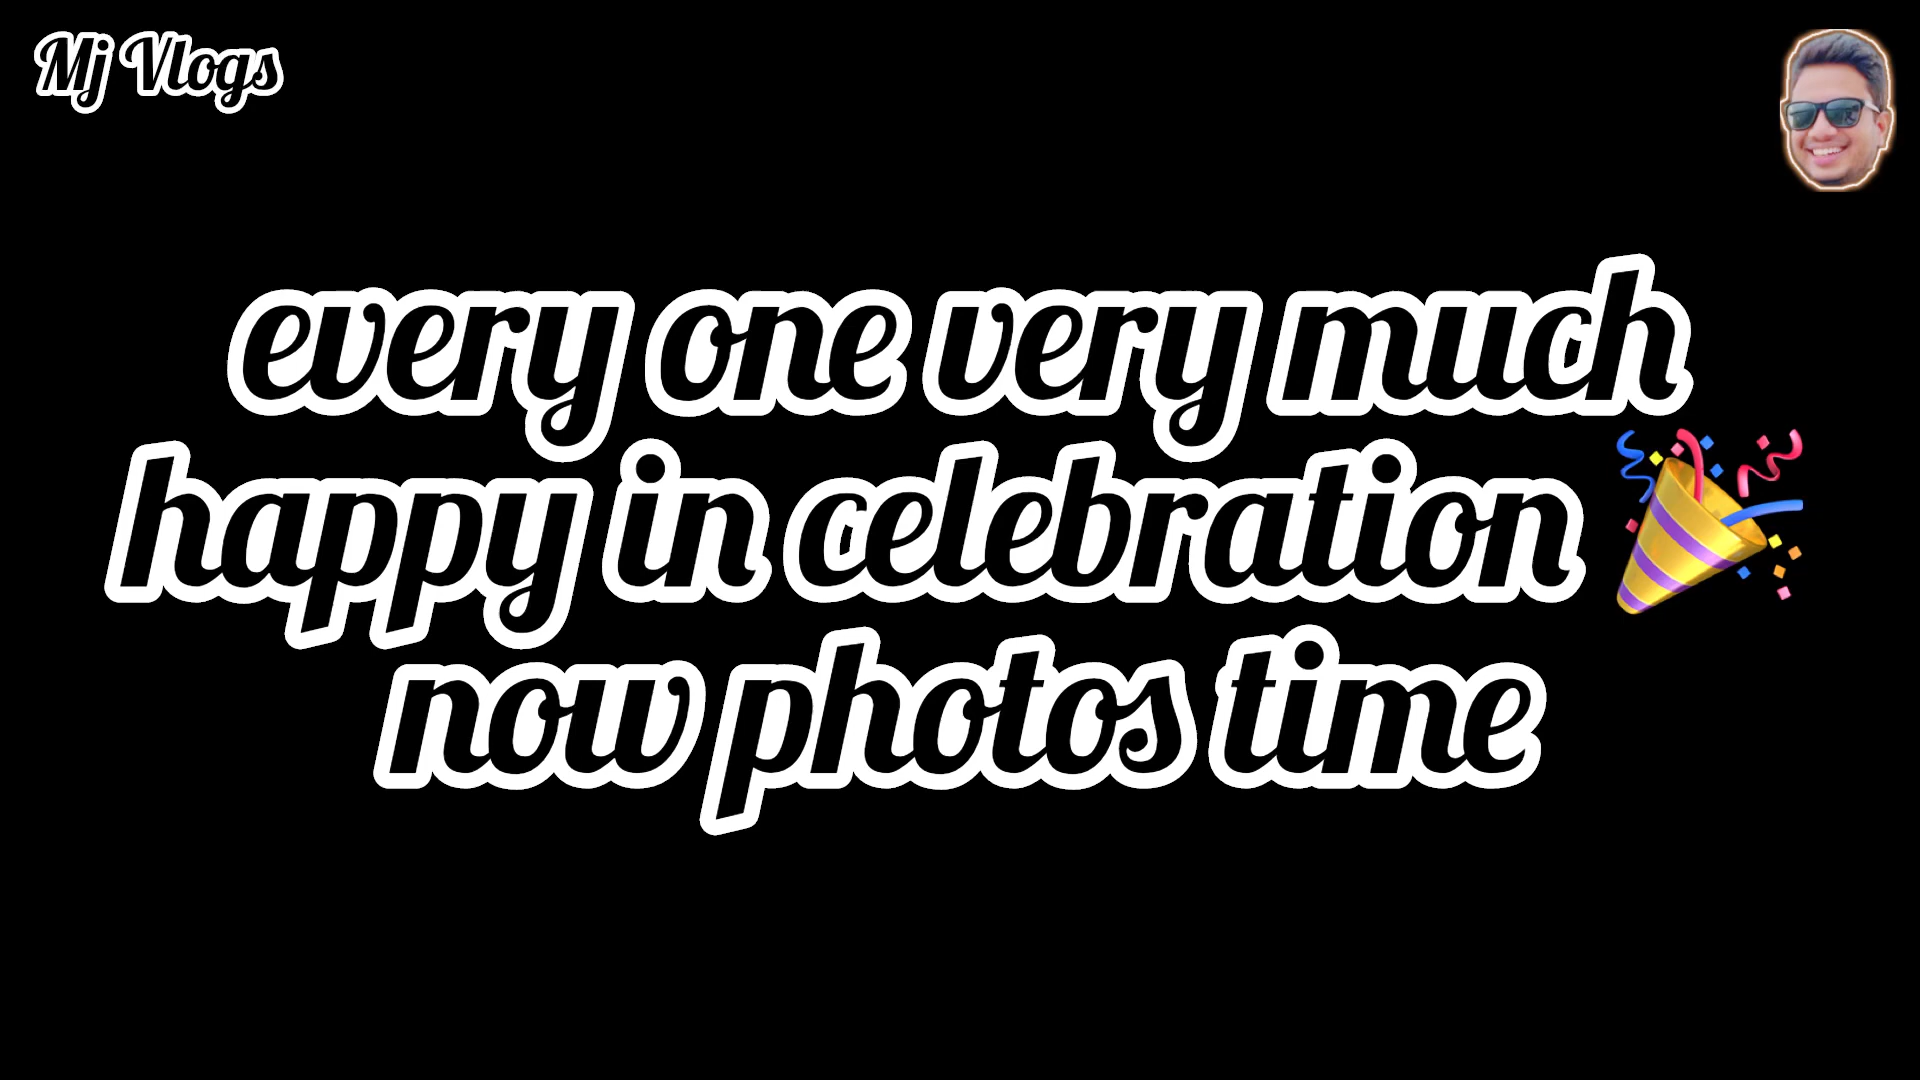 Mj Vlogs
every one very much
happy in celebration 🎉
now photos time